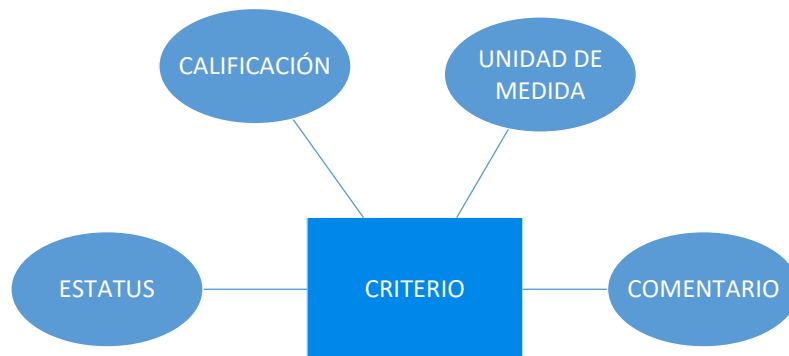 CALIFICACIÓN
UNIDAD DE
MEDIDA
ESTATUS
CRITERIO
COMENTARIO